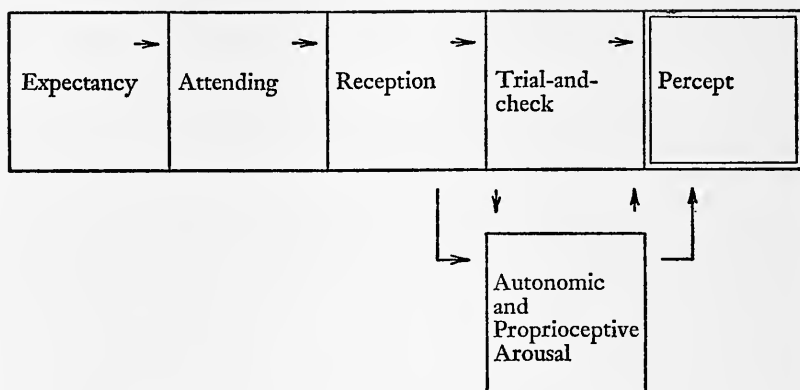 Expectancy
Attending
Reception
Trial-and-
check
Percept
Autonomic
and
Proprioceptive
Arousal